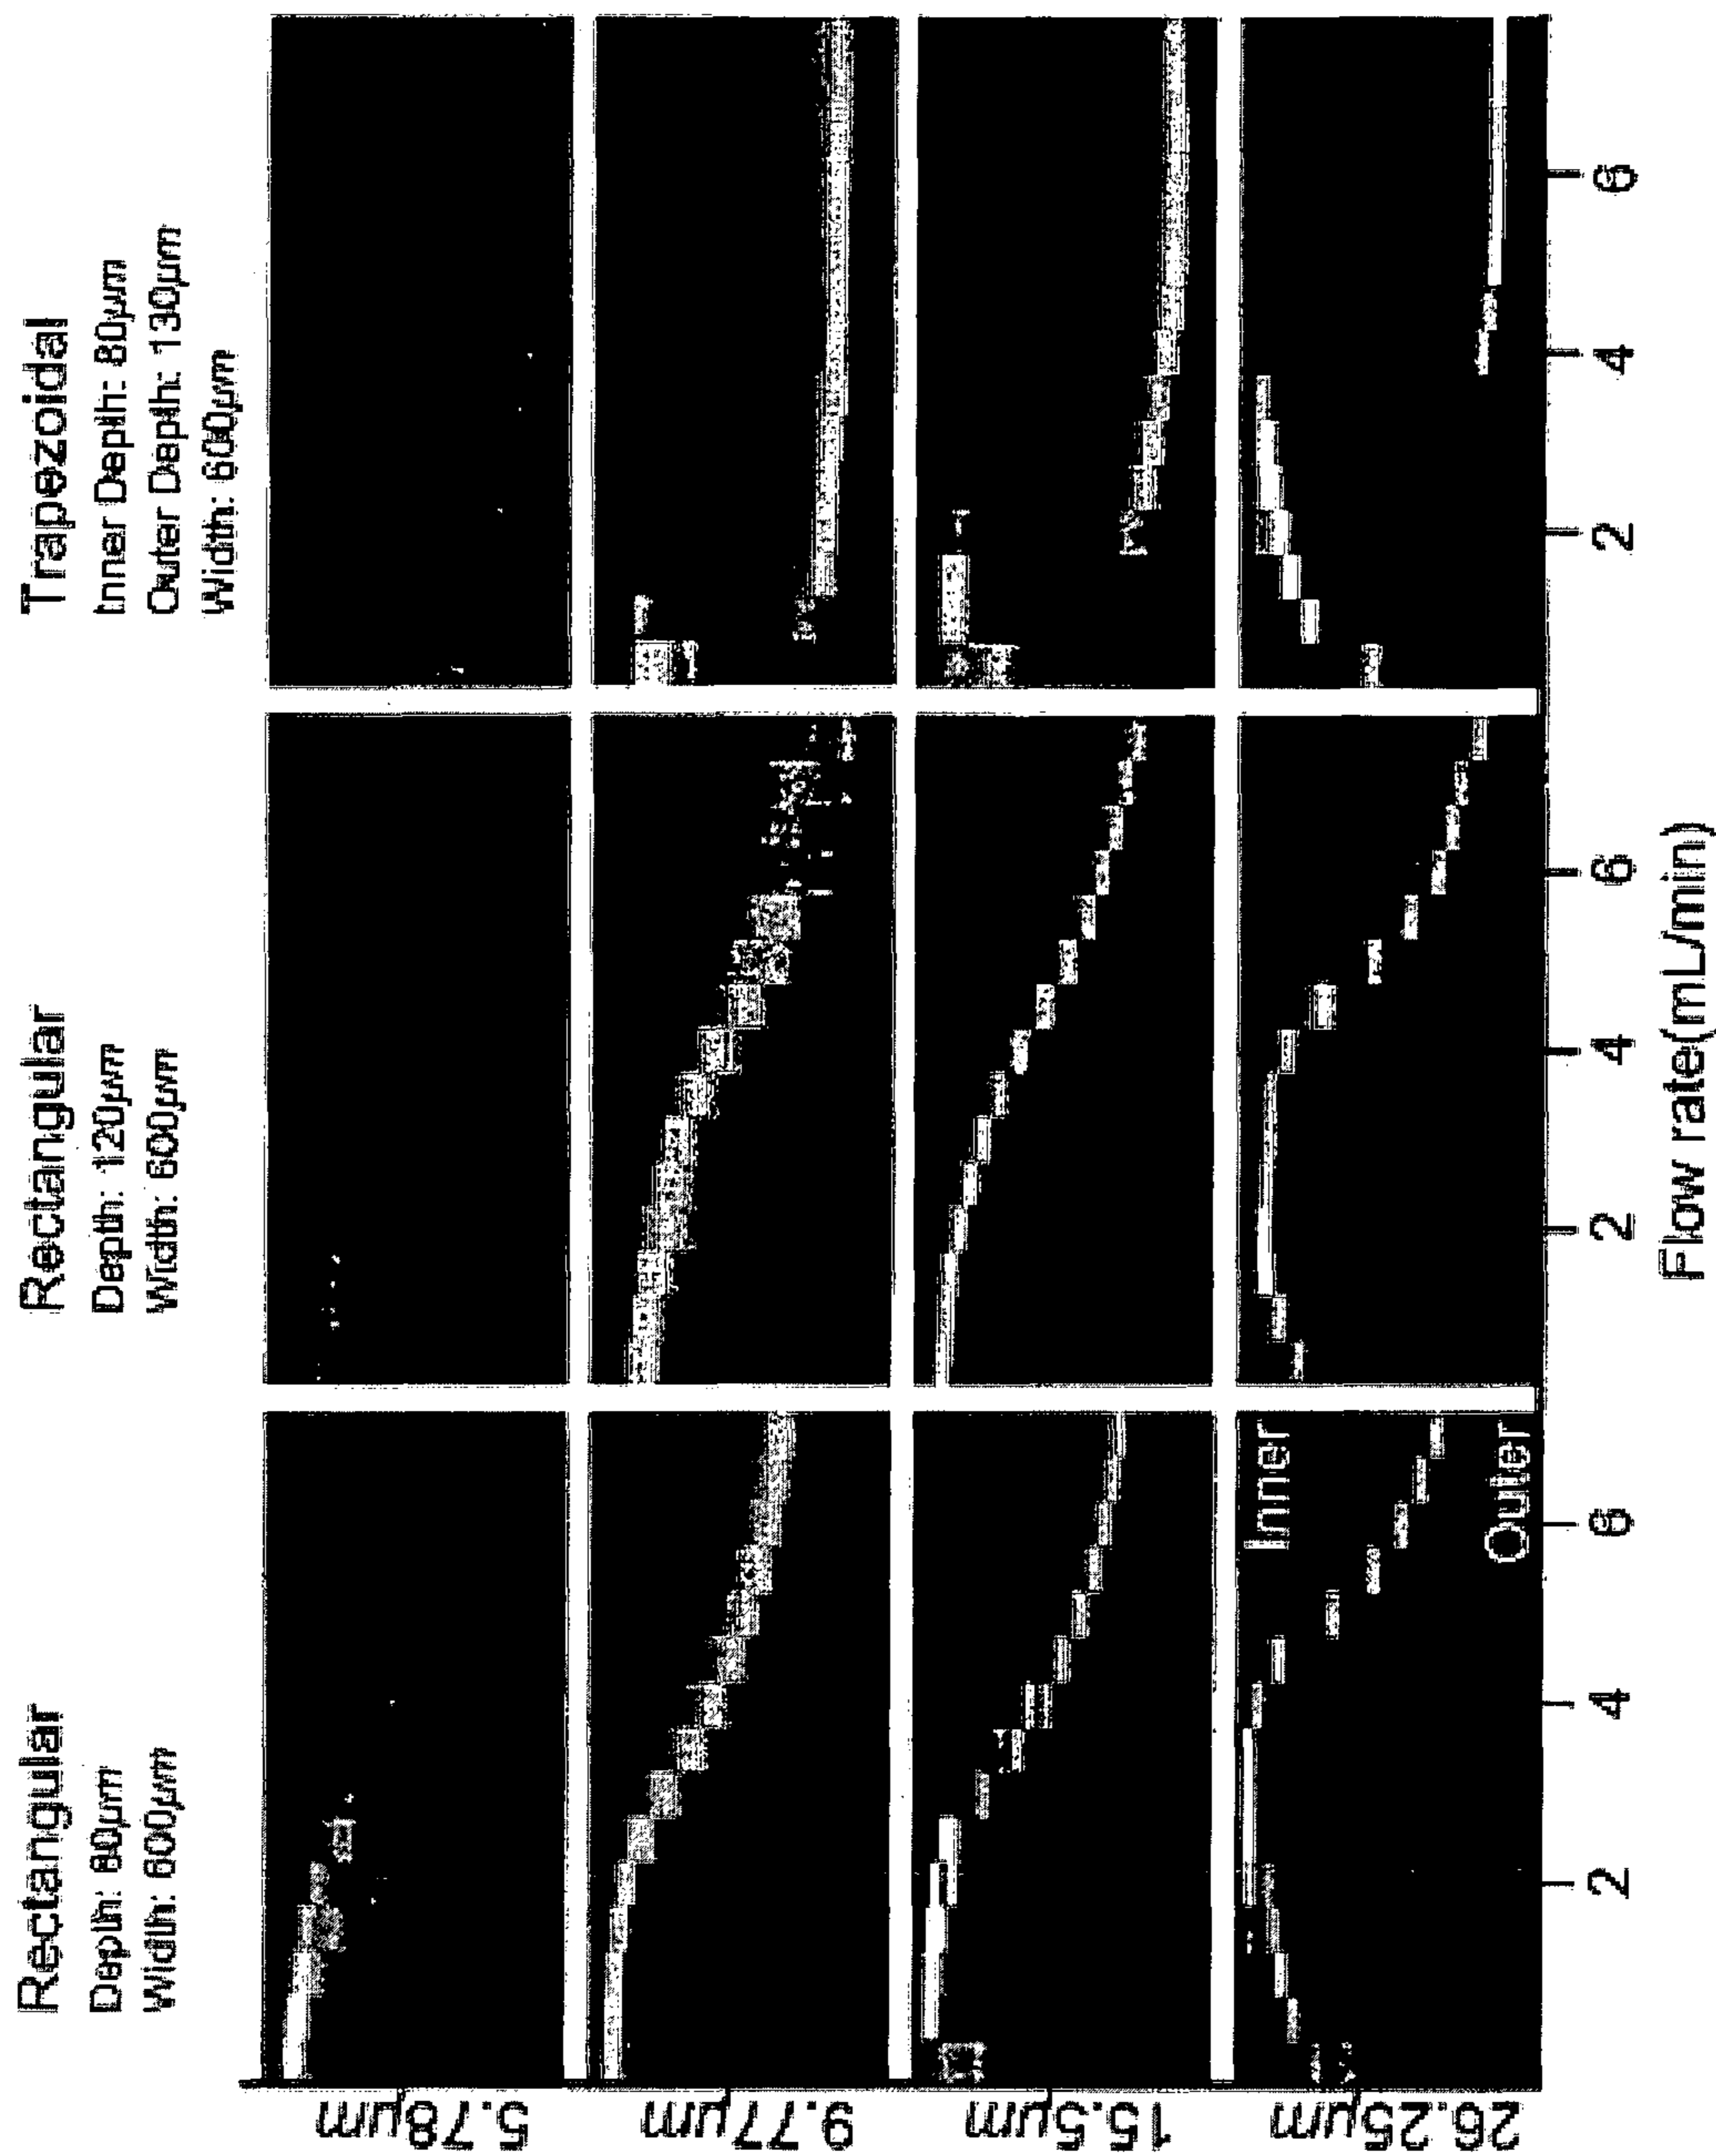 Rectangular
Depth: 80µm
Width: 600µm
Rectangular
Depth: 120µm
Width: 600µm
Trapezoidal
Inner Depth: 80µm
Outer Depth: 130µm
Width: 600µm
5.78µm
9.77µm
15.5µm
26.25µm
Inner
Outer
2 4 6 2 4 6 2 4 6
Flow rate(mL/min)